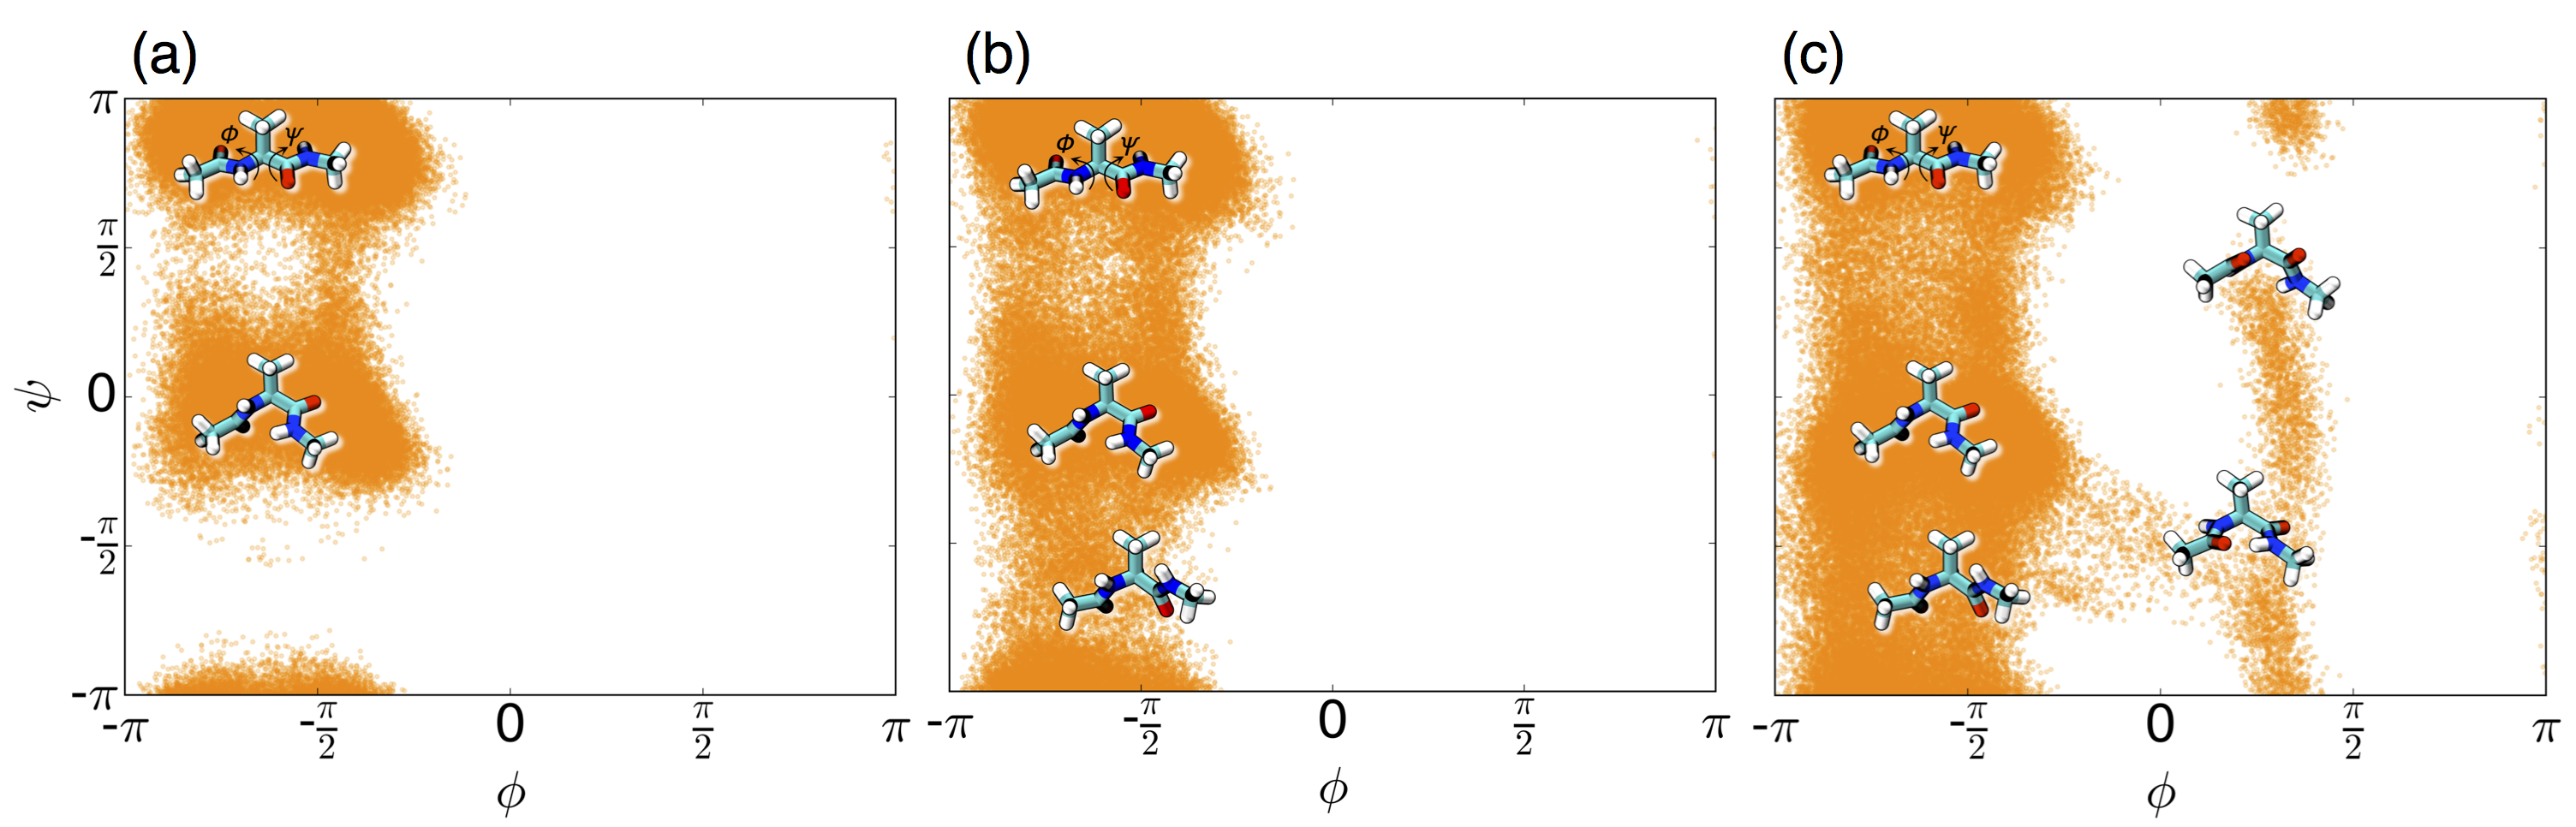 (a) (b) (c)
π
ϕ ψ ϕ ψ ϕ ψ
π/2
ψ 0
-π/2
-π
-π -π/2 0 π/2 π -π -π/2 0 π/2 π -π -π/2 0 π/2 π
ϕ ϕ ϕ